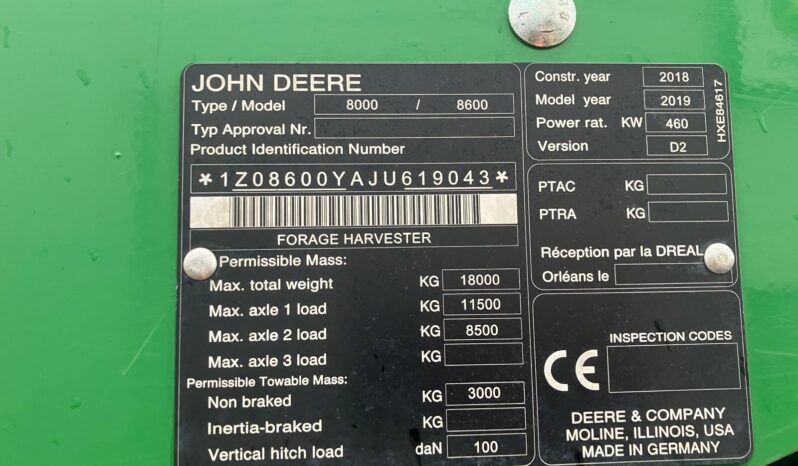 JOHN DEERE
Type / Model 8000 / 8600
Typ Approval Nr.
Product Identification Number
*1Z08600YAJU619043*
FORAGE HARVESTER
Permissible Mass:
Max. total weight KG 18000
Max. axle 1 load KG 11500
Max. axle 2 load KG 8500
Max. axle 3 load KG
Permissible Towable Mass:
Non braked KG 3000
Inertia-braked KG
Vertical hitch load daN 100
Constr. year 2018
Model year 2019
Power rat. KW 460
Version D2
HXE84617
PTAC KG
PTRA KG
Réception par la DREAL
Orléans le
INSPECTION CODES
CE
DEERE & COMPANY
MOLINE, ILLINOIS, USA
MADE IN GERMANY